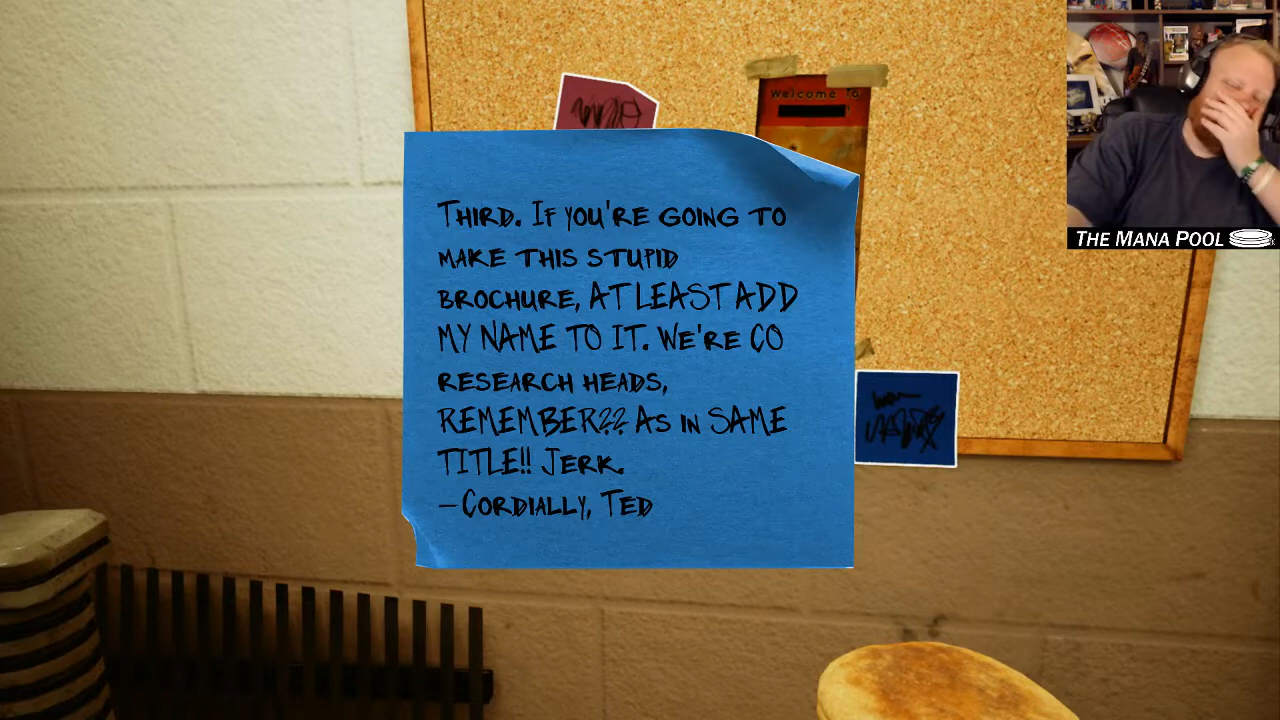 Welcome To
THIRD. IF YOU'RE GOING TO
MAKE THIS STUPID
BROCHURE, AT LEAST ADD
MY NAME TO IT. WE'RE CO
RESEARCH HEADS,
REMEMBER?? AS IN SAME
TITLE!! JERK.
– CORDIALLY, TED
THE MANA POOL